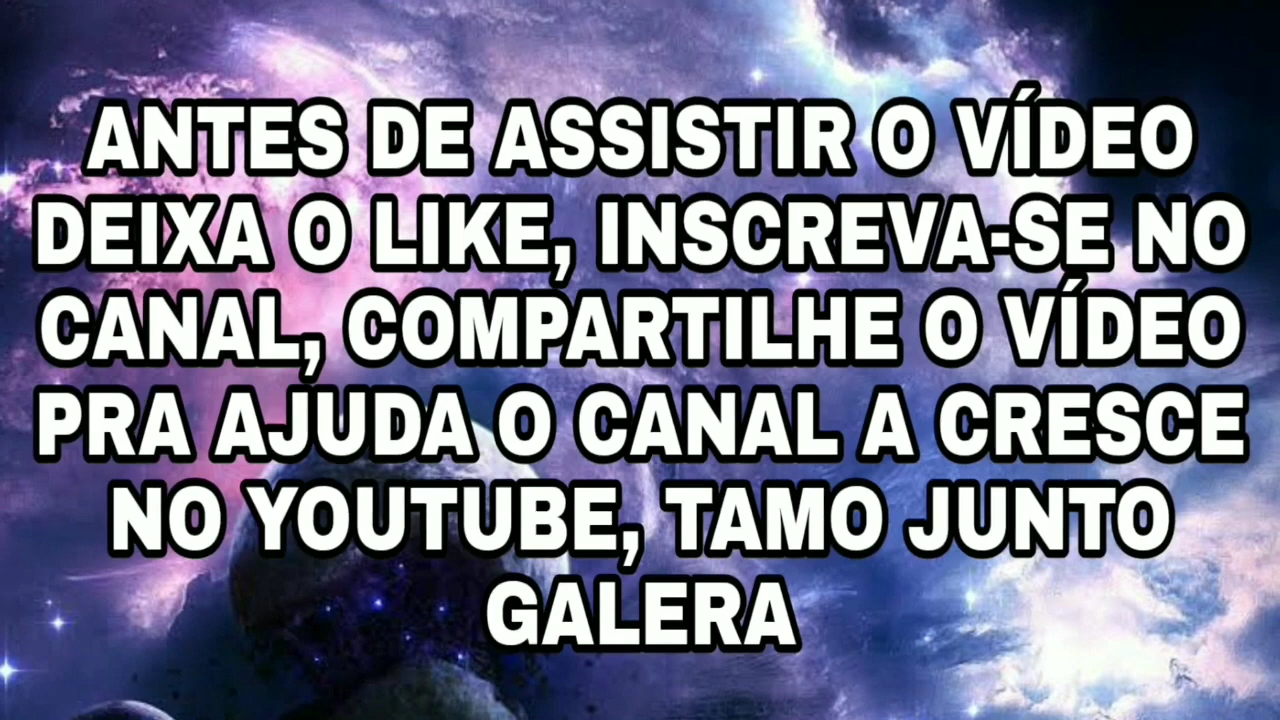 ANTES DE ASSISTIR O VÍDEO
DEIXA O LIKE, INSCREVA-SE NO
CANAL, COMPARTILHE O VÍDEO
PRA AJUDA O CANAL A CRESCE
NO YOUTUBE, TAMO JUNTO
GALERA